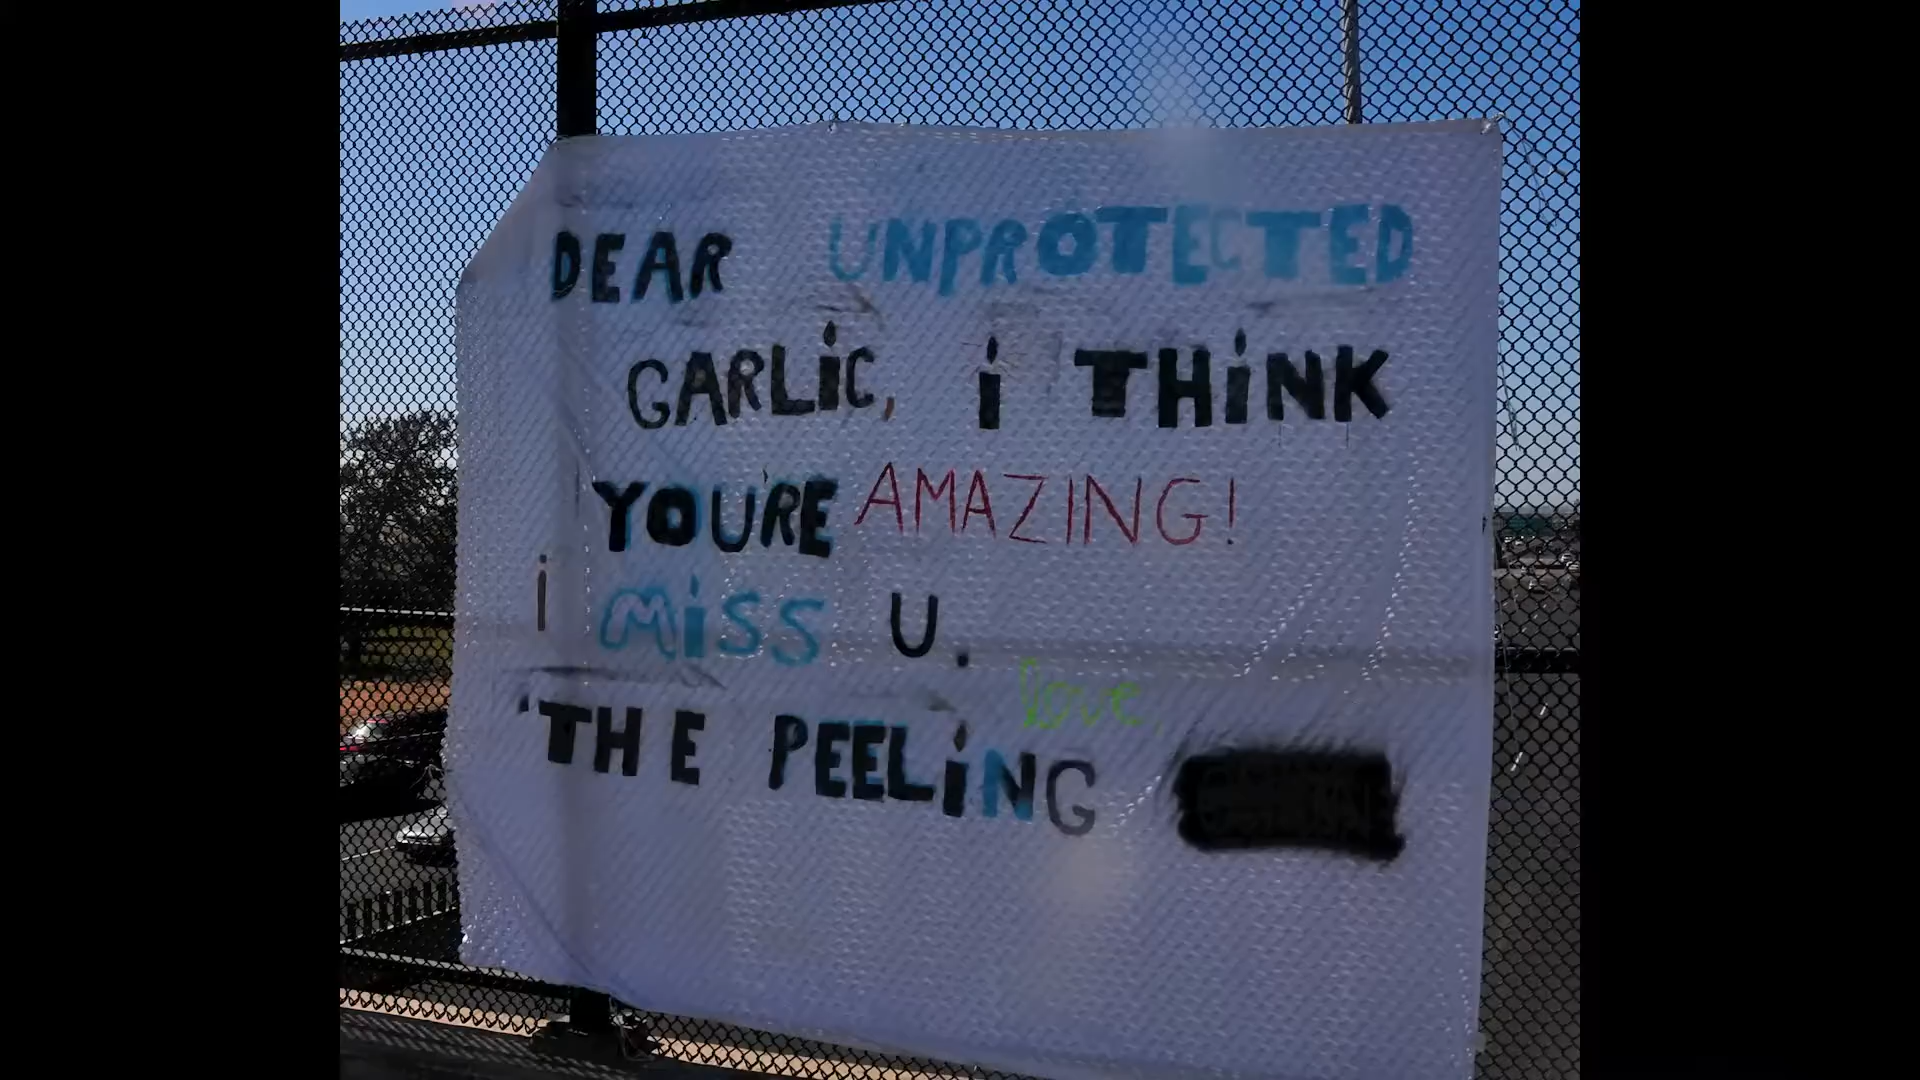 DEAR UNPROTECTED
GARLiC, i THiNK
YOU'RE AMAZING!
i MiSS U.
love,
'THE PEELiNG